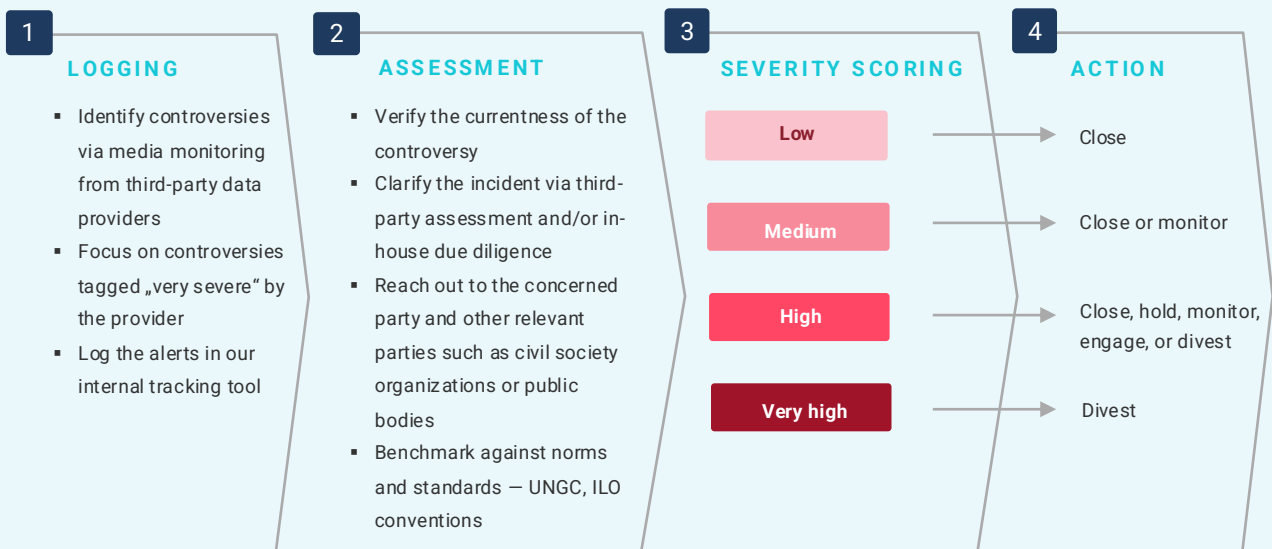 1
LOGGING
▪ Identify controversies
via media monitoring
from third-party data
providers
▪ Focus on controversies
tagged „very severe“ by
the provider
▪ Log the alerts in our
internal tracking tool
2
ASSESSMENT
▪ Verify the currentness of the
controversy
▪ Clarify the incident via third-
party assessment and/or in-
house due diligence
▪ Reach out to the concerned
party and other relevant
parties such as civil society
organizations or public
bodies
▪ Benchmark against norms
and standards — UNGC, ILO
conventions
3
SEVERITY SCORING
Low
Medium
High
Very high
4
ACTION
Close
Close or monitor
Close, hold, monitor,
engage, or divest
Divest